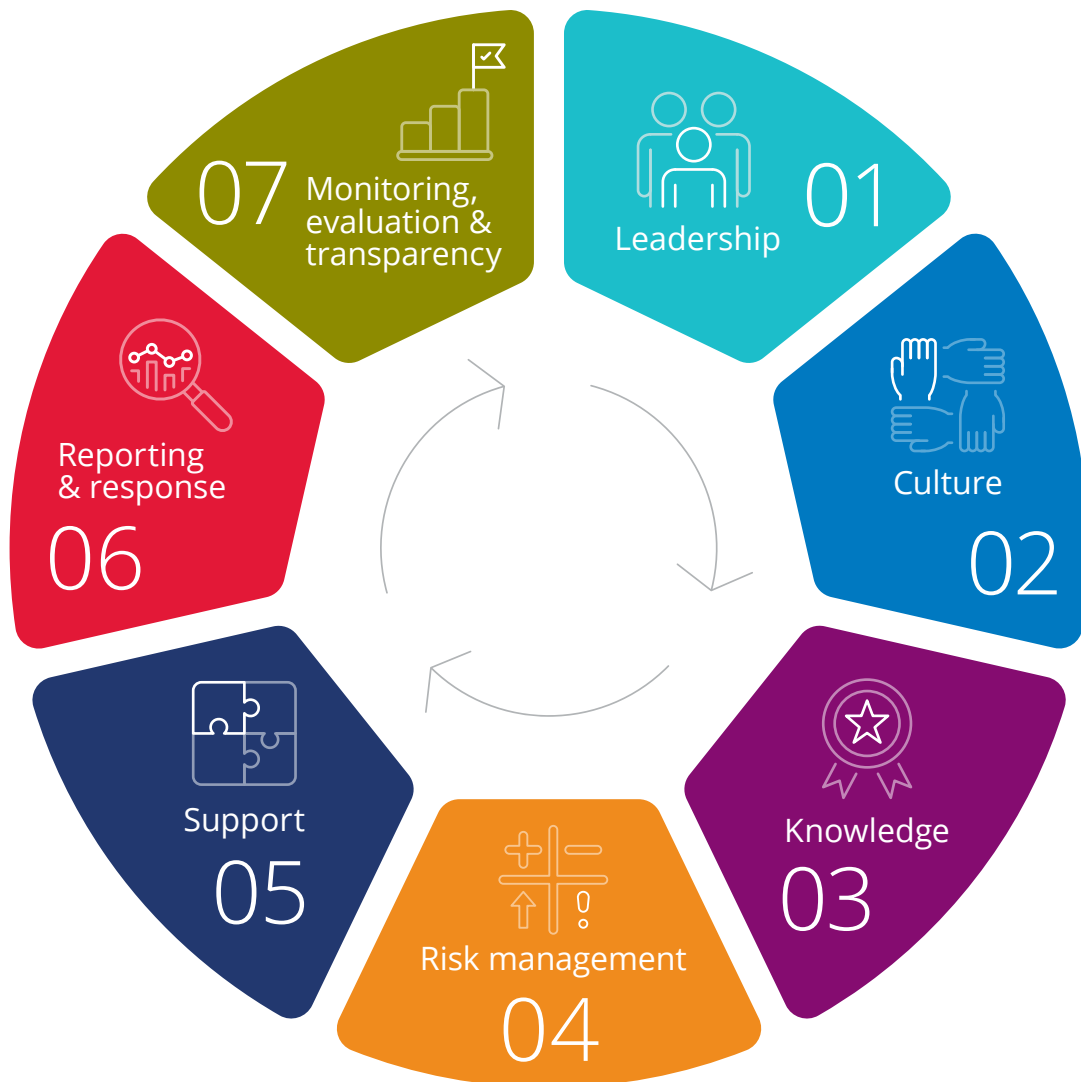 01
Leadership
02
Culture
03
Knowledge
04
Risk management
05
Support
06
Reporting
& response
07
Monitoring,
evaluation &
transparency